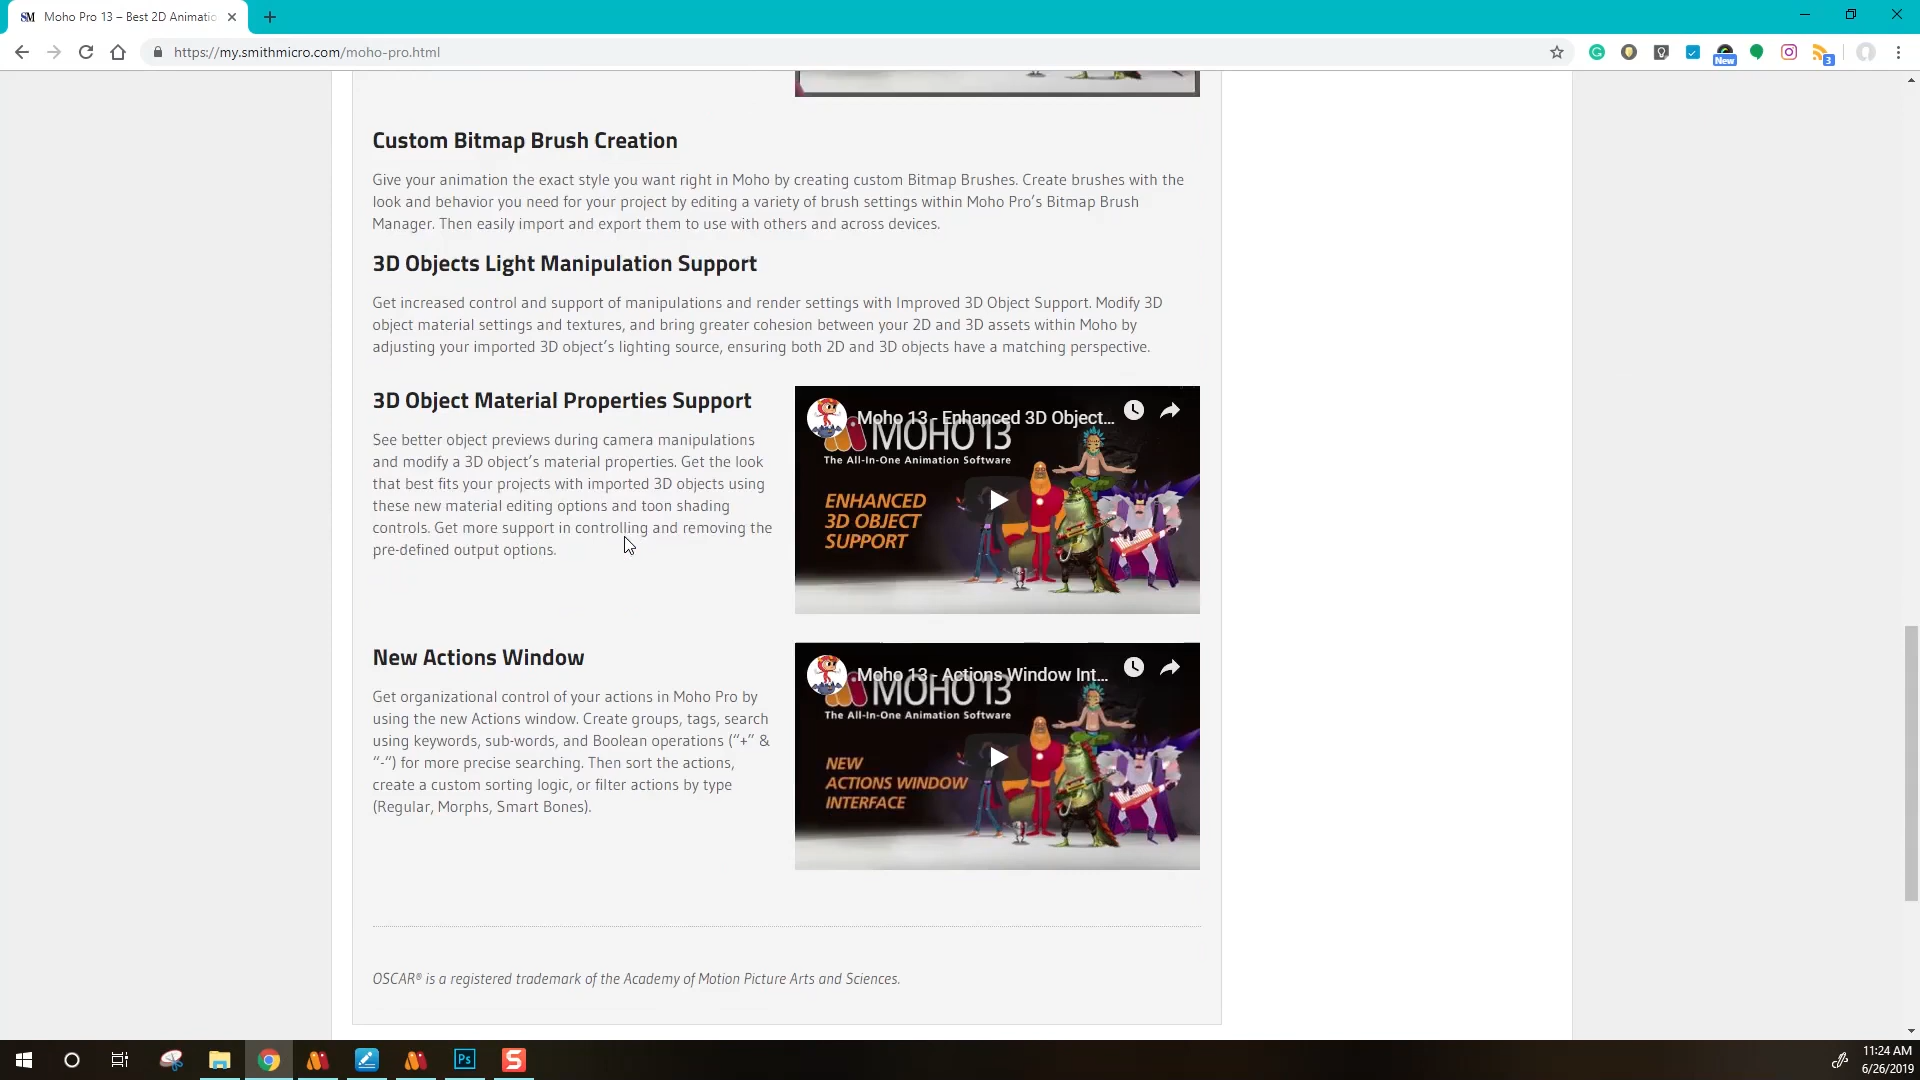 SM Moho Pro 13 – Best 2D Animatio
https://my.smithmicro.com/moho-pro.html
New
3
Custom Bitmap Brush Creation
Give your animation the exact style you want right in Moho by creating custom Bitmap Brushes. Create brushes with the
look and behavior you need for your project by editing a variety of brush settings within Moho Pro’s Bitmap Brush
Manager. Then easily import and export them to use with others and across devices.
3D Objects Light Manipulation Support
Get increased control and support of manipulations and render settings with Improved 3D Object Support. Modify 3D
object material settings and textures, and bring greater cohesion between your 2D and 3D assets within Moho by
adjusting your imported 3D object’s lighting source, ensuring both 2D and 3D objects have a matching perspective.
3D Object Material Properties Support
See better object previews during camera manipulations
and modify a 3D object’s material properties. Get the look
that best fits your projects with imported 3D objects using
these new material editing options and toon shading
controls. Get more support in controlling and removing the
pre-defined output options.
Moho 13 - Enhanced 3D Object...
MOHO 13
The All-In-One Animation Software
ENHANCED
3D OBJECT
SUPPORT
New Actions Window
Get organizational control of your actions in Moho Pro by
using the new Actions window. Create groups, tags, search
using keywords, sub-words, and Boolean operations (“+” &
“-“) for more precise searching. Then sort the actions,
create a custom sorting logic, or filter actions by type
(Regular, Morphs, Smart Bones).
Moho 13 - Actions Window Int...
MOHO 13
The All-In-One Animation Software
NEW
ACTIONS WINDOW
INTERFACE
OSCAR® is a registered trademark of the Academy of Motion Picture Arts and Sciences.
Ps
S
11:24 AM
6/26/2019